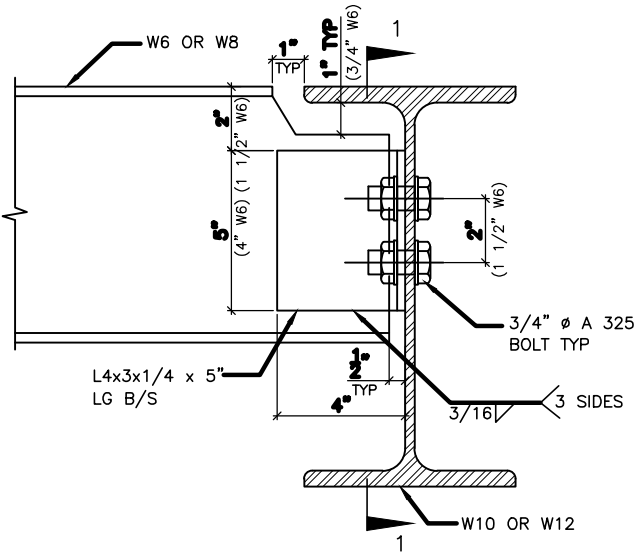 W6 OR W8
1"
TYP
1" TYP
(3/4" W6)
1
2"
(1 1/2" W6)
5"
(4" W6)
2"
(1 1/2" W6)
3/4" ø A 325
BOLT TYP
1/2"
TYP
L4x3x1/4 x 5"
LG B/S
4"
3/16
3 SIDES
W10 OR W12
1